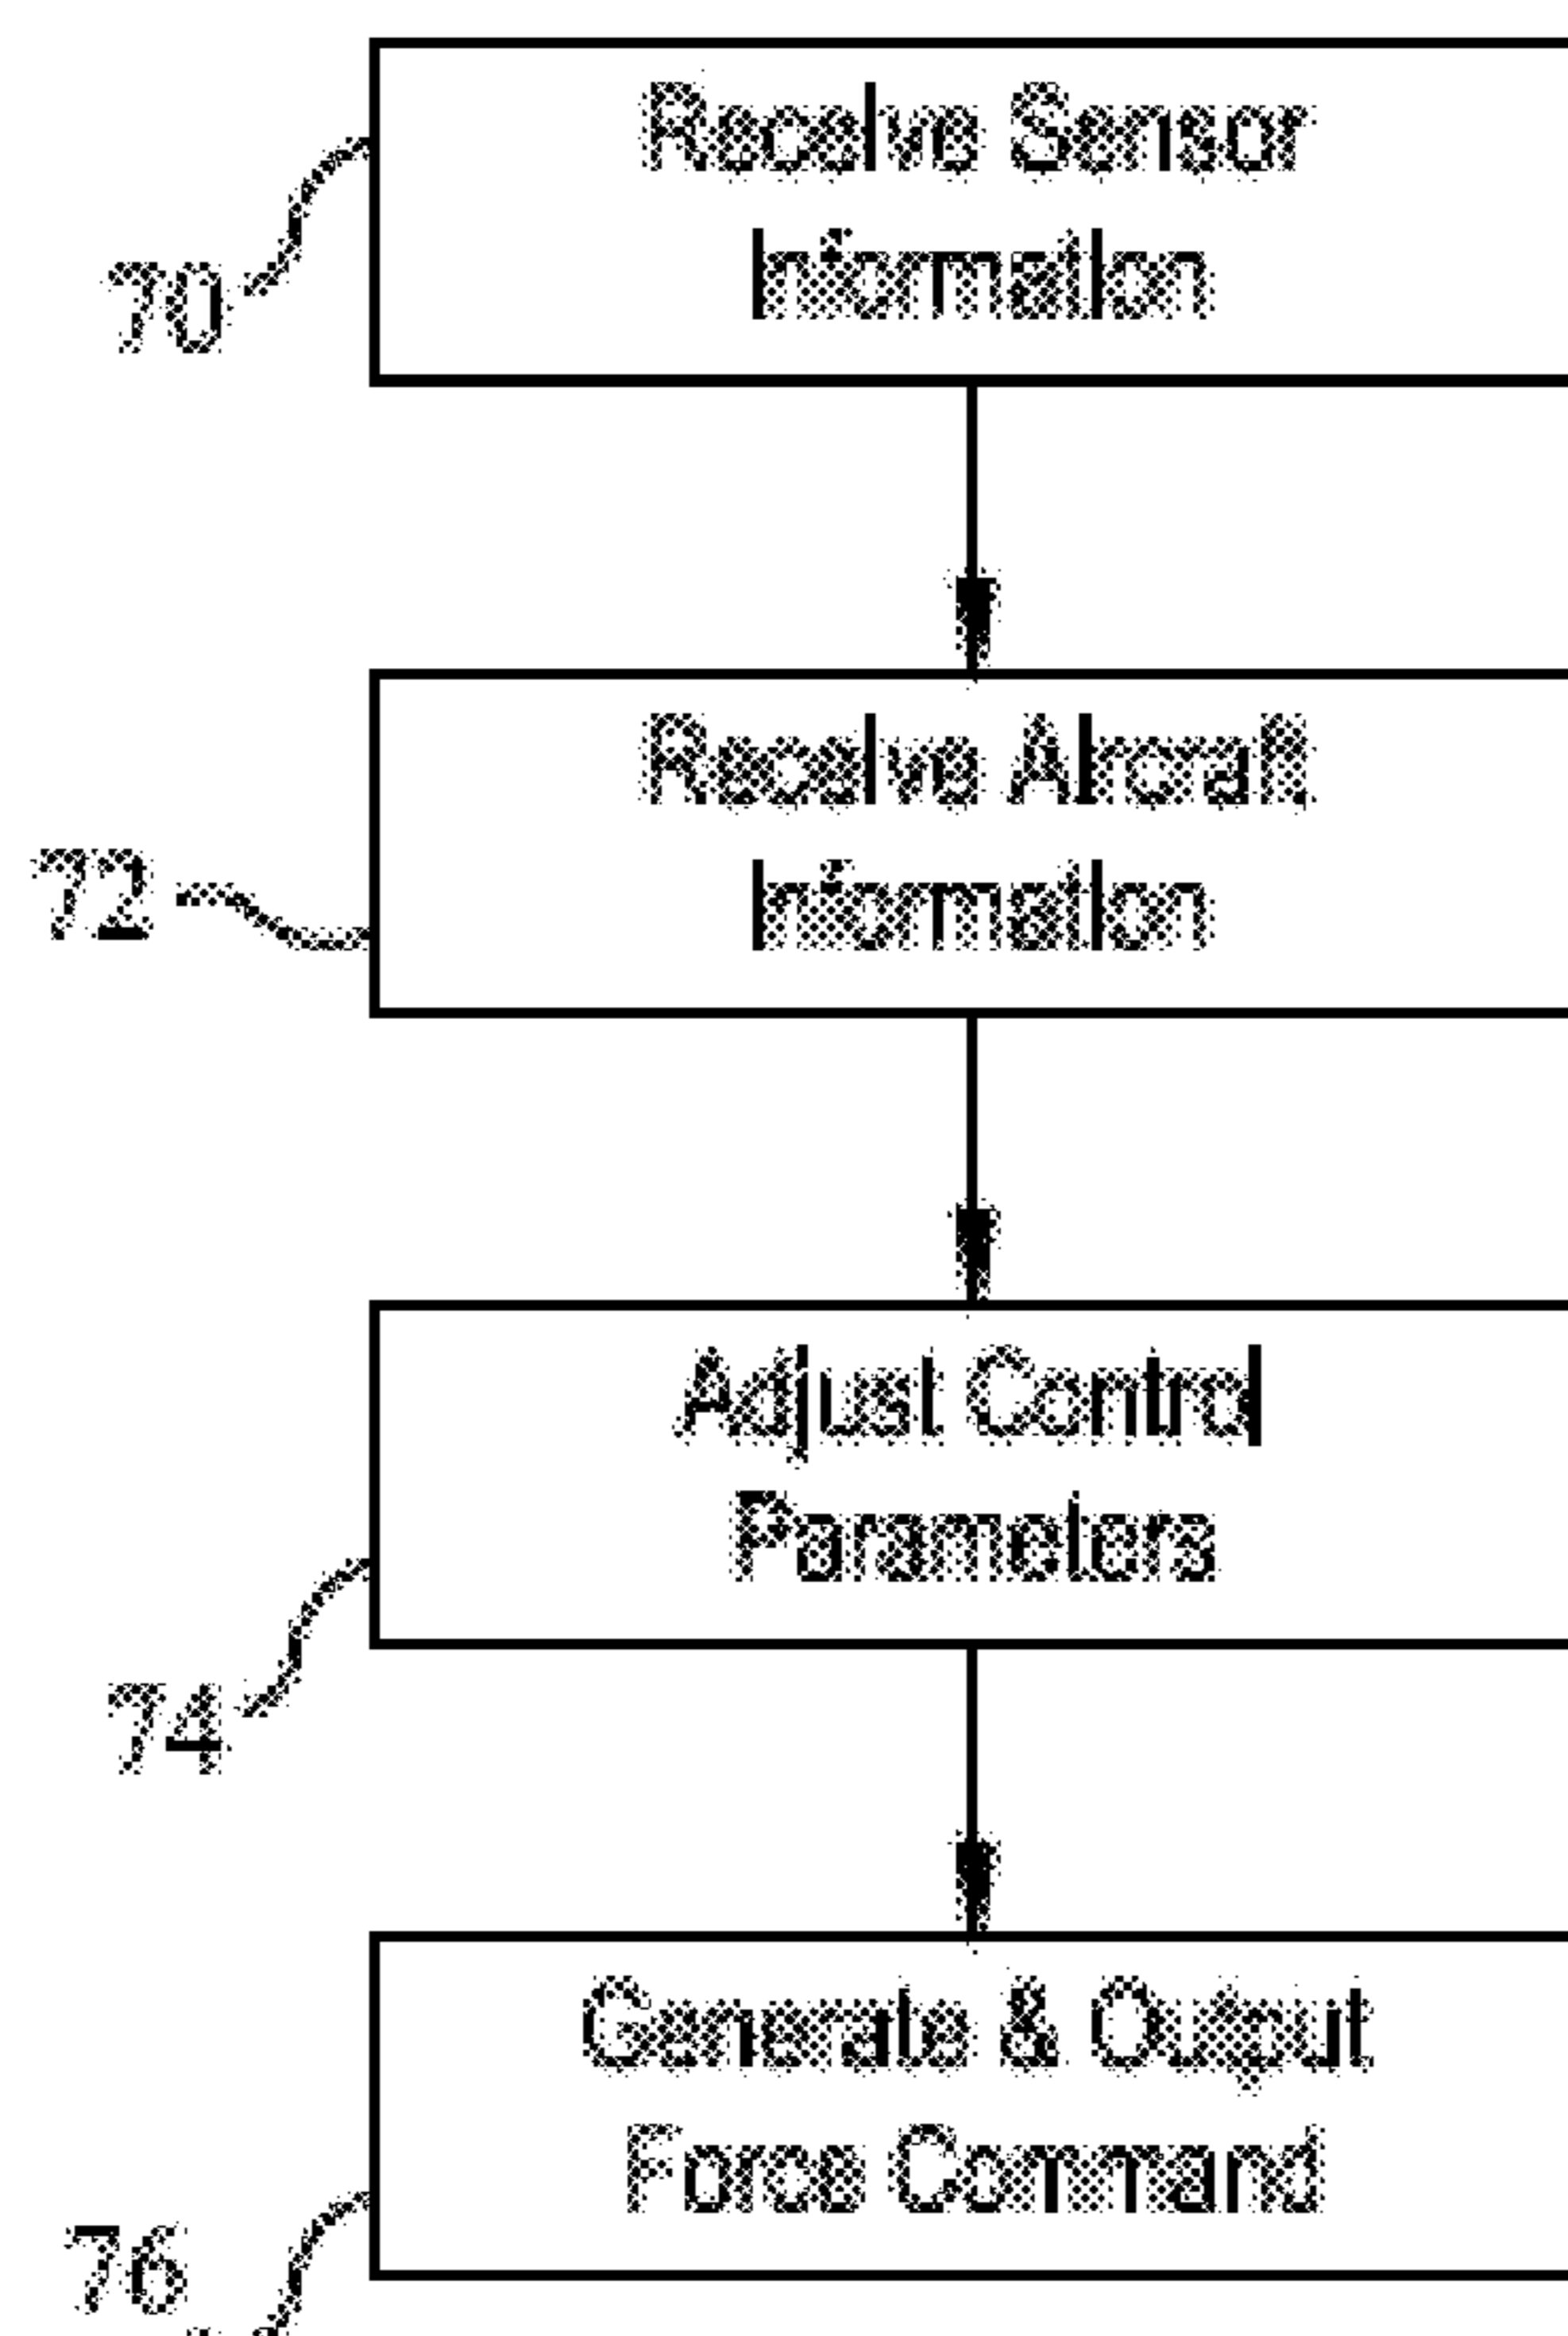 Receive Sensor
Information
70
Receive Aircraft
Information
72
Adjust Control
Parameters
74
Generate & Output
Force Command
76